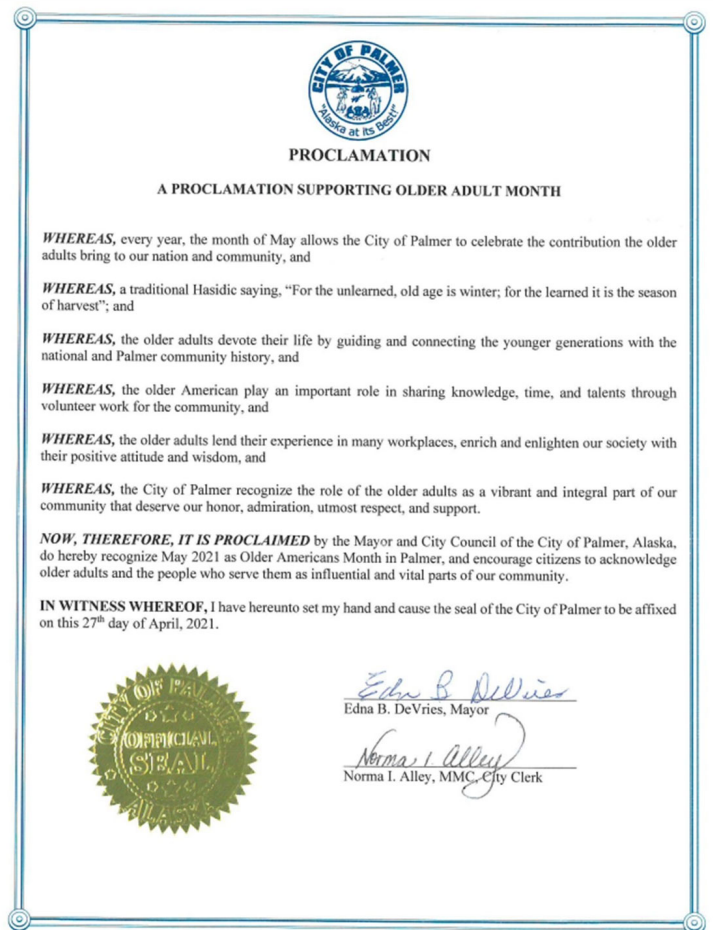 CITY OF PALMER
"Alaska at its Best!"
PROCLAMATION
A PROCLAMATION SUPPORTING OLDER ADULT MONTH
WHEREAS, every year, the month of May allows the City of Palmer to celebrate the contribution the older
adults bring to our nation and community, and
WHEREAS, a traditional Hasidic saying, “For the unlearned, old age is winter; for the learned it is the season
of harvest”; and
WHEREAS, the older adults devote their life by guiding and connecting the younger generations with the
national and Palmer community history, and
WHEREAS, the older American play an important role in sharing knowledge, time, and talents through
volunteer work for the community, and
WHEREAS, the older adults lend their experience in many workplaces, enrich and enlighten our society with
their positive attitude and wisdom, and
WHEREAS, the City of Palmer recognize the role of the older adults as a vibrant and integral part of our
community that deserve our honor, admiration, utmost respect, and support.
NOW, THEREFORE, IT IS PROCLAIMED by the Mayor and City Council of the City of Palmer, Alaska,
do hereby recognize May 2021 as Older Americans Month in Palmer, and encourage citizens to acknowledge
older adults and the people who serve them as influential and vital parts of our community.
IN WITNESS WHEREOF, I have hereunto set my hand and cause the seal of the City of Palmer to be affixed
on this 27th day of April, 2021.
CITY OF PALMER
OFFICIAL
SEAL
ALASKA
Edna B DeVries
Edna B. DeVries, Mayor
Norma I. Alley
Norma I. Alley, MMC, City Clerk